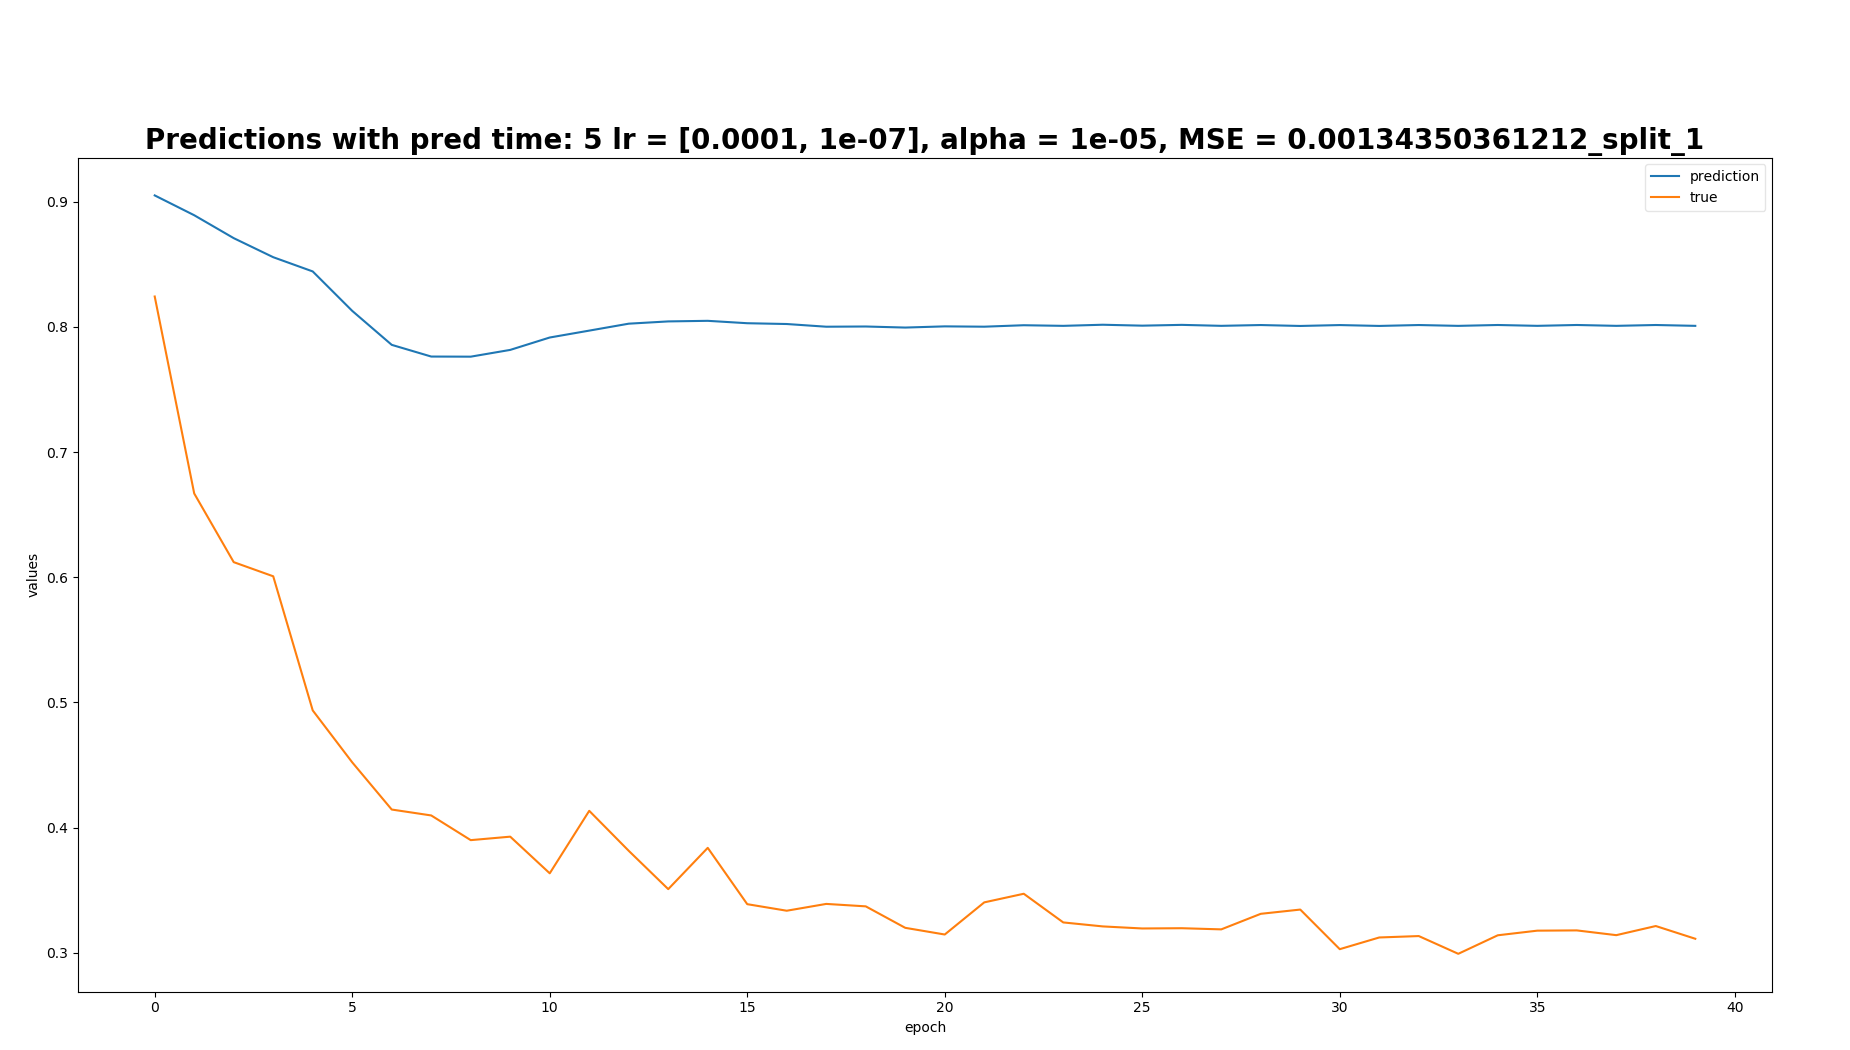 Predictions with pred time: 5 lr = [0.0001, 1e-07], alpha = 1e-05, MSE = 0.00134350361212_split_1
prediction
true
0.9
0.8
0.7
0.6
0.5
0.4
0.3
values
0 5 10 15 20 25 30 35 40
epoch